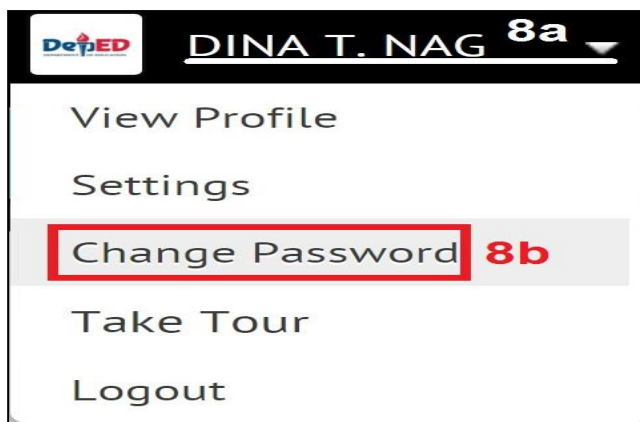 DepED
DINA T. NAG 8a
View Profile
Settings
Change Password 8b
Take Tour
Logout